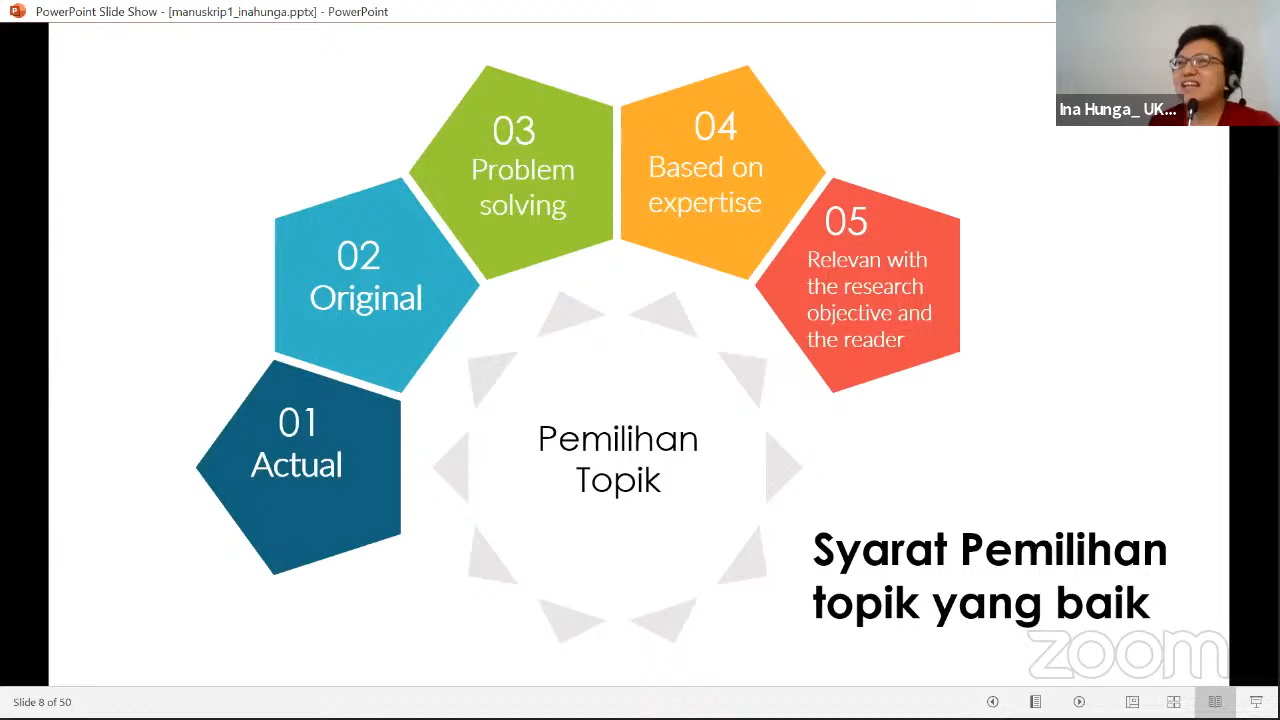 PowerPoint Slide Show - [manuskrip1_inahunga.pptx] - PowerPoint
Ina Hunga_ UK...
03
Problem
solving
04
Based on
expertise
02
Original
05
Relevan with
the research
objective and
the reader
01
Actual
Pemilihan
Topik
Syarat Pemilihan
topik yang baik
zoom
Slide 8 of 50